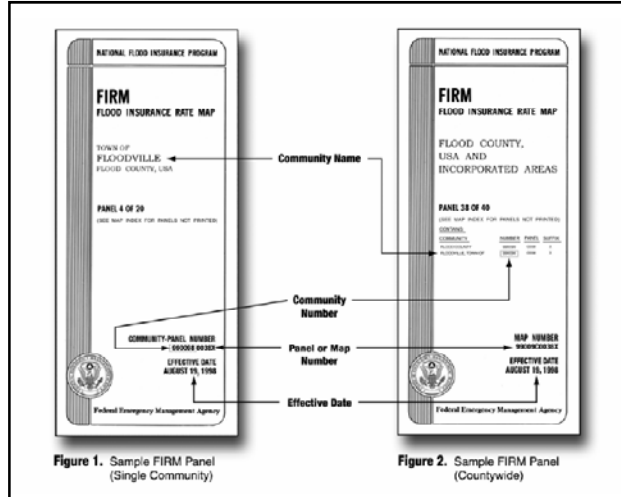 NATIONAL FLOOD INSURANCE PROGRAM
FIRM
FLOOD INSURANCE RATE MAP
TOWN OF
FLOODVILLE
FLOOD COUNTY, USA
PANEL 4 OF 20
(SEE MAP INDEX FOR PANELS NOT PRINTED)
COMMUNITY-PANEL NUMBER
EFFECTIVE DATE
AUGUST 19, 1998
Federal Emergency Management Agency
Community Name
Community
Number
Panel or Map
Number
Effective Date
NATIONAL FLOOD INSURANCE PROGRAM
FIRM
FLOOD INSURANCE RATE MAP
FLOOD COUNTY,
USA AND
INCORPORATED AREAS
PANEL 38 OF 40
(SEE MAP INDEX FOR PANELS NOT PRINTED)
CONTAINS:
COMMUNITY NUMBER PANEL SUFFIX
FLOOD COUNTY
FLOODVILLE, TOWN OF
MAP NUMBER
EFFECTIVE DATE
AUGUST 19, 1998
Federal Emergency Management Agency
Figure 1. Sample FIRM Panel
(Single Community)
Figure 2. Sample FIRM Panel
(Countywide)